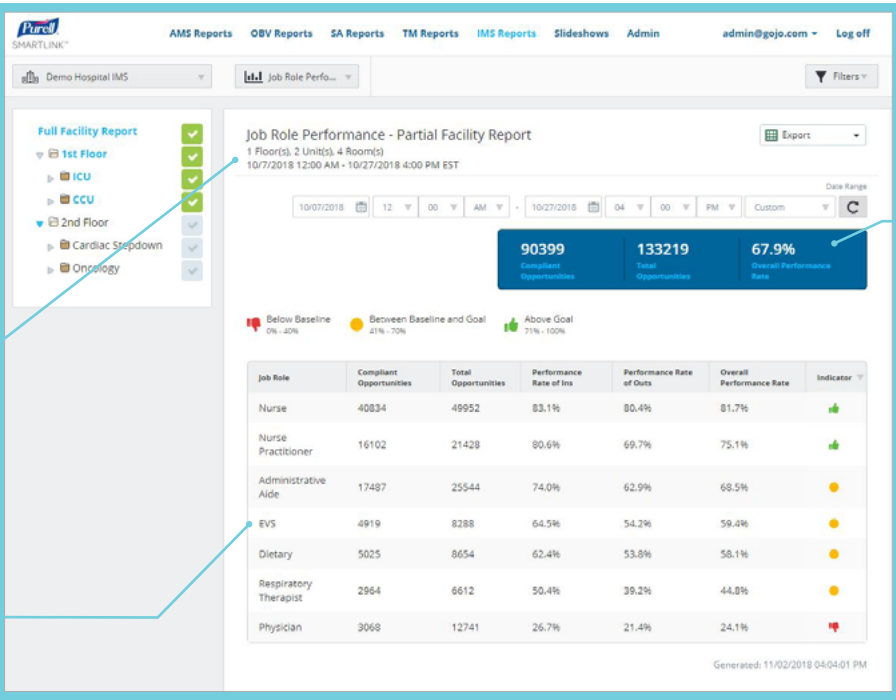 Purell
SMARTLINK™
AMS Reports OBV Reports SA Reports TM Reports IMS Reports Slideshows Admin admin@gojo.com Log off
Demo Hospital IMS Job Role Perfo... Filters
Full Facility Report
1st Floor
ICU
CCU
2nd Floor
Cardiac Stepdown
Oncology
Job Role Performance - Partial Facility Report
1 Floor(s), 2 Unit(s), 4 Room(s)
10/7/2018 12:00 AM - 10/27/2018 4:00 PM EST
Export
Date Range
10/07/2018 12 00 AM - 10/27/2018 04 00 PM Custom
90399 133219 67.9%
Compliant Total Overall Performance
Opportunities Opportunities Rate
Below Baseline Between Baseline and Goal Above Goal
0% - 40% 41% - 70% 71% - 100%
Job Role Compliant Opportunities Total Opportunities Performance Rate of Ins Performance Rate of Outs Overall Performance Rate Indicator
Nurse 40834 49952 83.1% 80.4% 81.7%
Nurse Practitioner 16102 21428 80.6% 69.7% 75.1%
Administrative Aide 17487 25544 74.0% 62.9% 68.5%
EVS 4919 8288 64.5% 54.2% 59.4%
Dietary 5025 8654 62.4% 53.8% 58.1%
Respiratory Therapist 2964 6612 50.4% 39.2% 44.8%
Physician 3068 12741 26.7% 21.4% 24.1%
Generated: 11/02/2018 04:04:01 PM